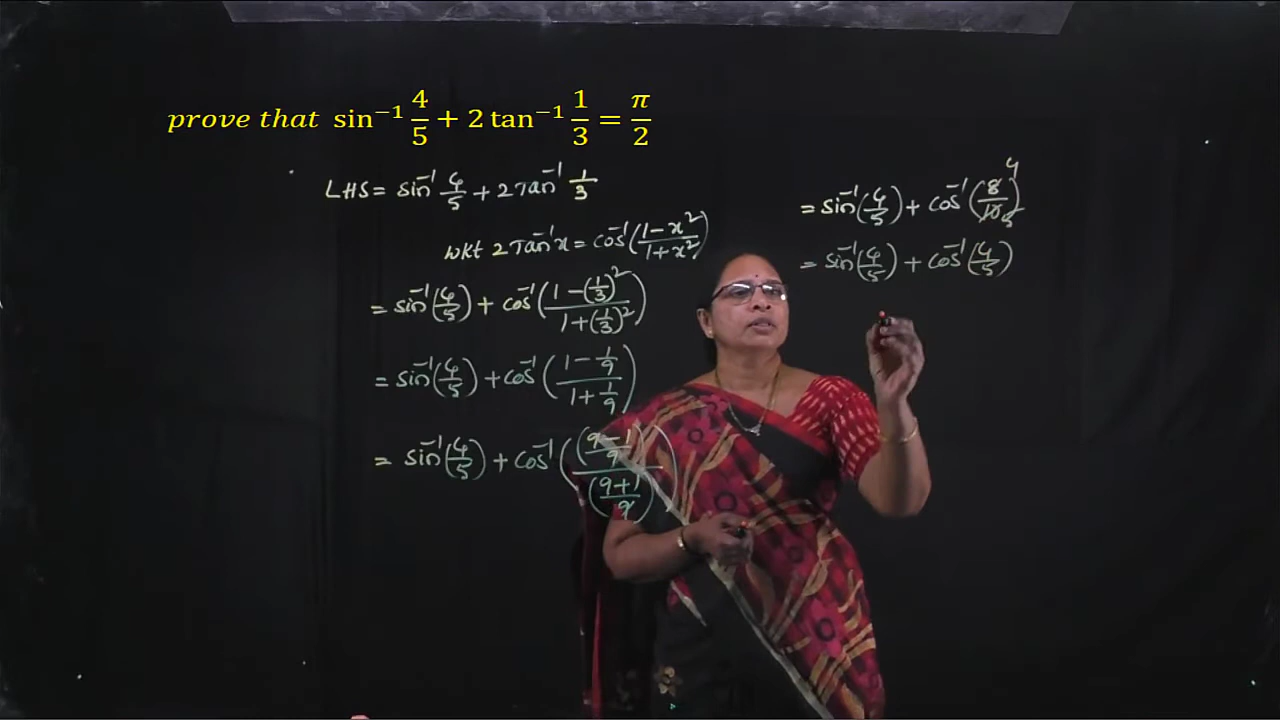 prove that sin⁻¹ 4/5 + 2 tan⁻¹ 1/3 = π/2
LHS = sin⁻¹ 4/5 + 2 Tan⁻¹ 1/3
wkt 2 Tan⁻¹x = cos⁻¹((1-x²)/(1+x²))
= sin⁻¹(4/5) + cos⁻¹((1-(1/3)²)/(1+(1/3)²))
= sin⁻¹(4/5) + cos⁻¹((1-1/9)/(1+1/9))
= sin⁻¹(4/5) + cos⁻¹(((9-1)/9)/((9+1)/9))
= sin⁻¹(4/5) + cos⁻¹(8/10) 4 5
= sin⁻¹(4/5) + cos⁻¹(4/5)